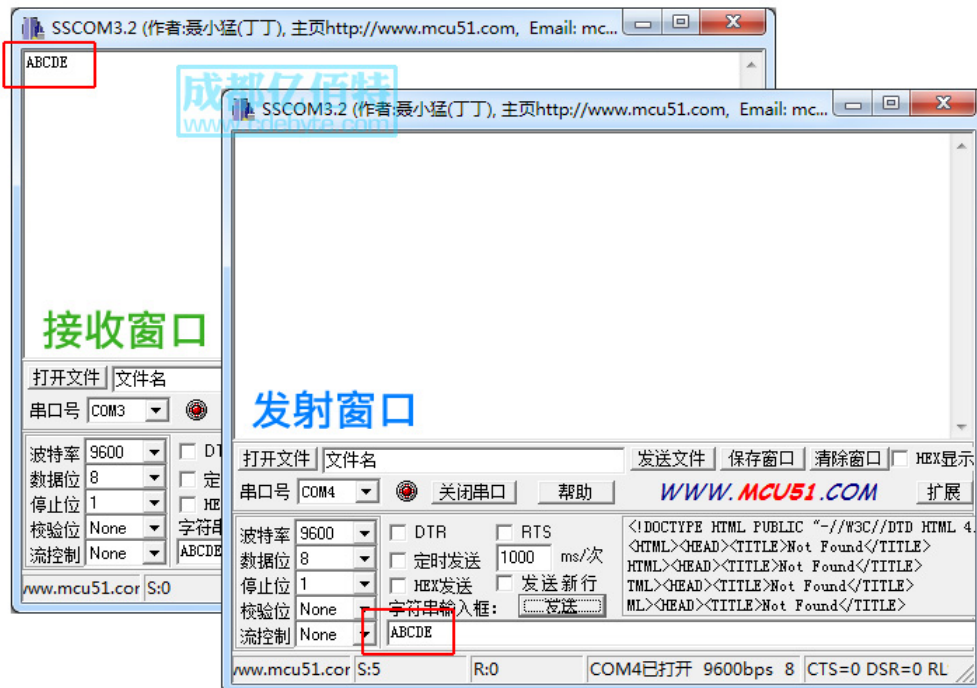 SSCOM3.2 (作者:聂小猛(丁丁), 主页http://www.mcu51.com, Email: mc...
ABCDE
成都亿佰特
www.cdebyte.com
接收窗口
打开文件 文件名
串口号 COM3
波特率 9600 DT
数据位 8 定
停止位 1 HE
校验位 None 字符串
流控制 None ABCDE
www.mcu51.cor S:0
SSCOM3.2 (作者:聂小猛(丁丁), 主页http://www.mcu51.com, Email: mc...
发射窗口
打开文件 文件名 发送文件 保存窗口 清除窗口 HEX显示
串口号 COM4 关闭串口 帮助 WWW.MCU51.COM 扩展
波特率 9600 DTR RTS
数据位 8 定时发送 1000 ms/次
停止位 1 HEX发送 发送新行
校验位 None 字符串输入框: 发送
流控制 None ABCDE
<!DOCTYPE HTML PUBLIC "-//W3C//DTD HTML 4.
<HTML><HEAD><TITLE>Not Found</TITLE>
HTML><HEAD><TITLE>Not Found</TITLE>
TML><HEAD><TITLE>Not Found</TITLE>
ML><HEAD><TITLE>Not Found</TITLE>
www.mcu51.cor S:5 R:0 COM4已打开 9600bps 8 CTS=0 DSR=0 RL